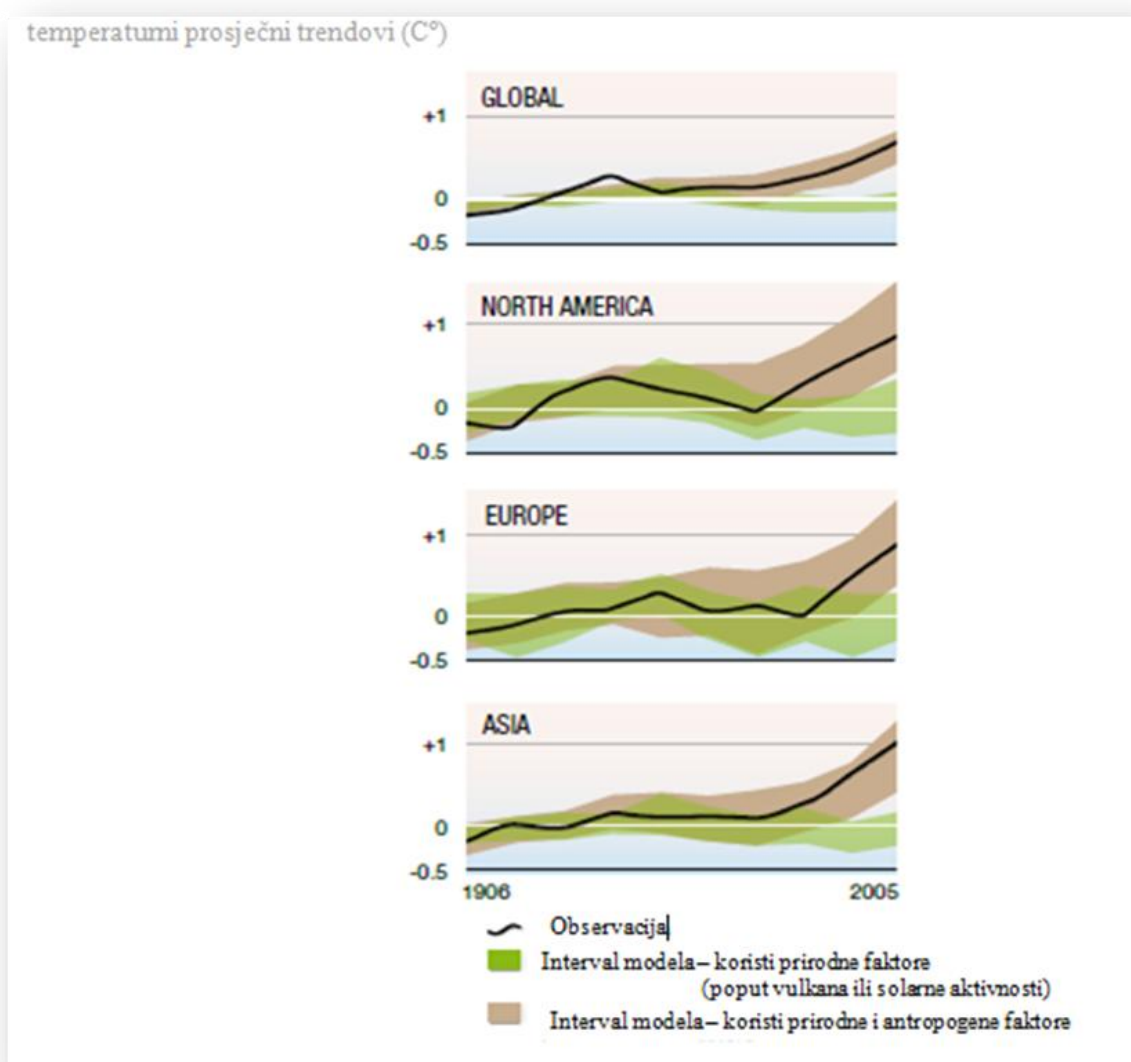 temperaturni prosječni trendovi (C°)
GLOBAL
+1
0
-0.5
NORTH AMERICA
+1
0
-0.5
EUROPE
+1
0
-0.5
ASIA
+1
0
-0.5
1906 2005
Observacija
Interval modela – koristi prirodne faktore
(poput vulkana ili solarne aktivnosti)
Interval modela – koristi prirodne i antropogene faktore